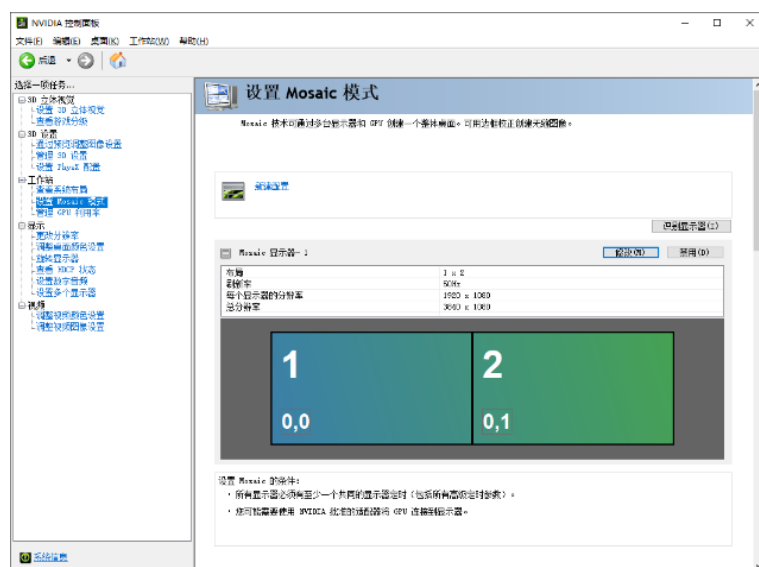 NVIDIA 控制面板
文件(F) 编辑(E) 桌面(K) 工作站(W) 帮助(H)
后退
选择一项任务...
3D 立体视觉
设置 3D 立体视觉
查看游戏分级
3D 设置
通过预览调整图像设置
管理 3D 设置
设置 PhysX 配置
工作站
查看系统布局
设置 Mosaic 模式
管理 GPU 利用率
显示
更改分辨率
调整桌面颜色设置
旋转显示器
查看 HDCP 状态
设置数字音频
设置多个显示器
视频
调整视频颜色设置
调整视频图像设置
系统信息
设置 Mosaic 模式
Mosaic 技术可通过多台显示器和 GPU 创建一个整体桌面。可用边框校正创建无缝图像。
新建配置
识别显示器(I)
Mosaic 显示器- 1
修改(M) 禁用(D)
布局 1 x 2
刷新率 50Hz
每个显示器的分辨率 1920 x 1080
总分辨率 3840 x 1080
1 2
0,0 0,1
设置 Mosaic 的条件:
· 所有显示器必须有至少一个共同的显示器定时(包括所有高级定时参数)。
· 您可能需要使用 NVIDIA 批准的适配器将 GPU 连接到显示器。